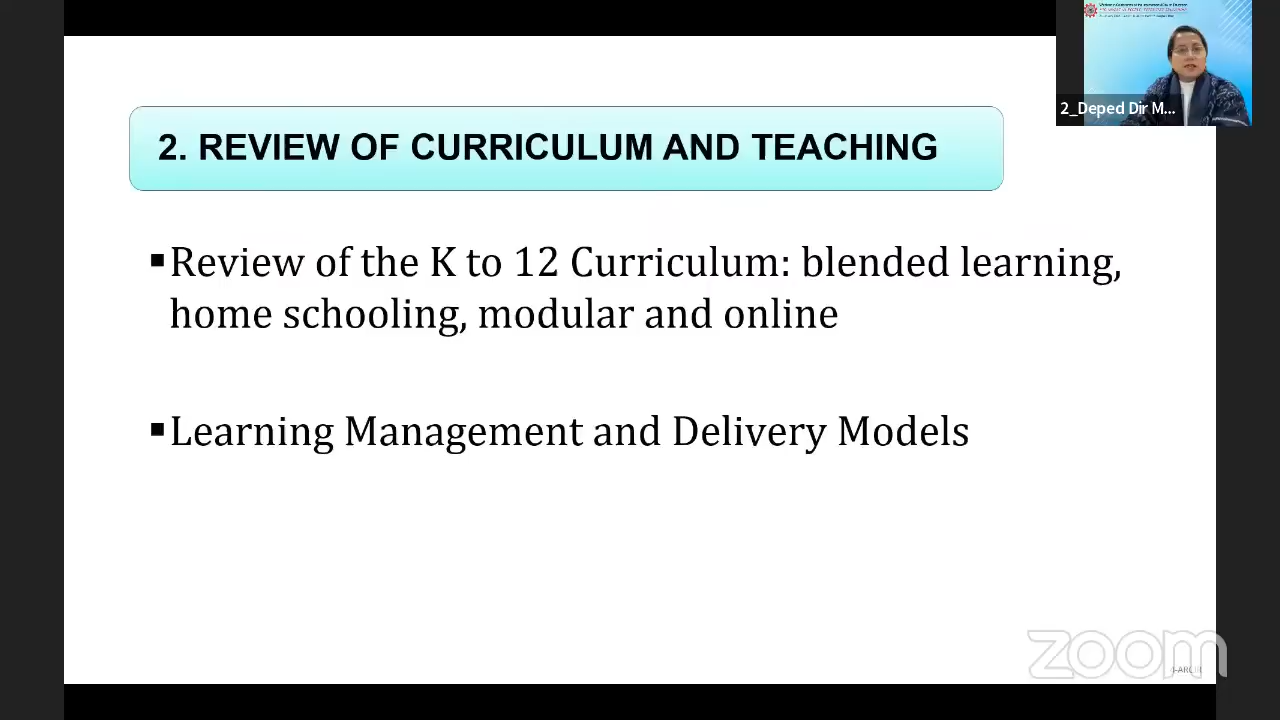 2. REVIEW OF CURRICULUM AND TEACHING
2_Deped Dir M...
▪Review of the K to 12 Curriculum: blended learning,
home schooling, modular and online
▪Learning Management and Delivery Models
zoom